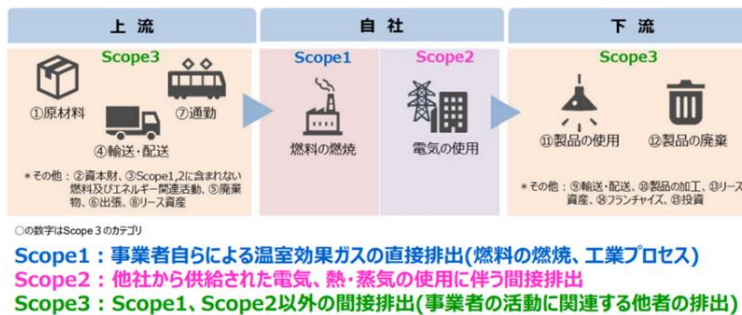 上 流
自 社
下 流
Scope3
①原材料
⑦通勤
④輸送・配送
*その他：②資本財、③Scope1,2に含まれない
燃料及びエネルギー関連活動、⑤廃棄
物、⑥出張、⑧リース資産
Scope1
燃料の燃焼
Scope2
電気の使用
Scope3
⑪製品の使用
⑫製品の廃棄
*その他：⑨輸送・配送、⑩製品の加工、⑬リース
資産、⑭フランチャイズ、⑮投資
○の数字はScope 3 のカテゴリ
Scope1：事業者自らによる温室効果ガスの直接排出(燃料の燃焼、工業プロセス)
Scope2：他社から供給された電気、熱・蒸気の使用に伴う間接排出
Scope3：Scope1、Scope2以外の間接排出(事業者の活動に関連する他者の排出)